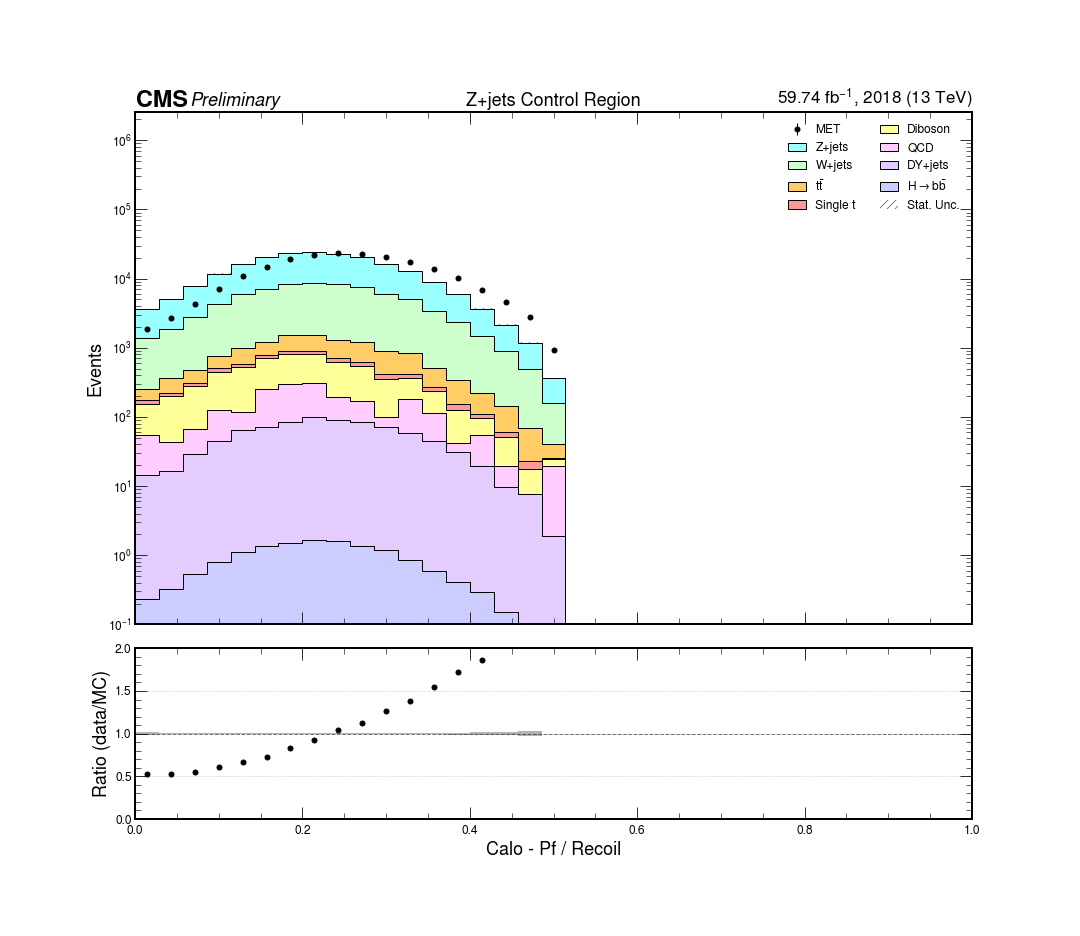 CMS Preliminary Z+jets Control Region 59.74 fb⁻¹, 2018 (13 TeV)
MET Diboson
Z+jets QCD
W+jets DY+jets
tt̄ H→bb̄
Single t Stat. Unc.
10⁶
10⁵
10⁴
10³
10²
10¹
10⁰
10⁻¹
Events
2.0
1.5
1.0
0.5
0.0
Ratio (data/MC)
0.0 0.2 0.4 0.6 0.8 1.0
Calo - Pf / Recoil